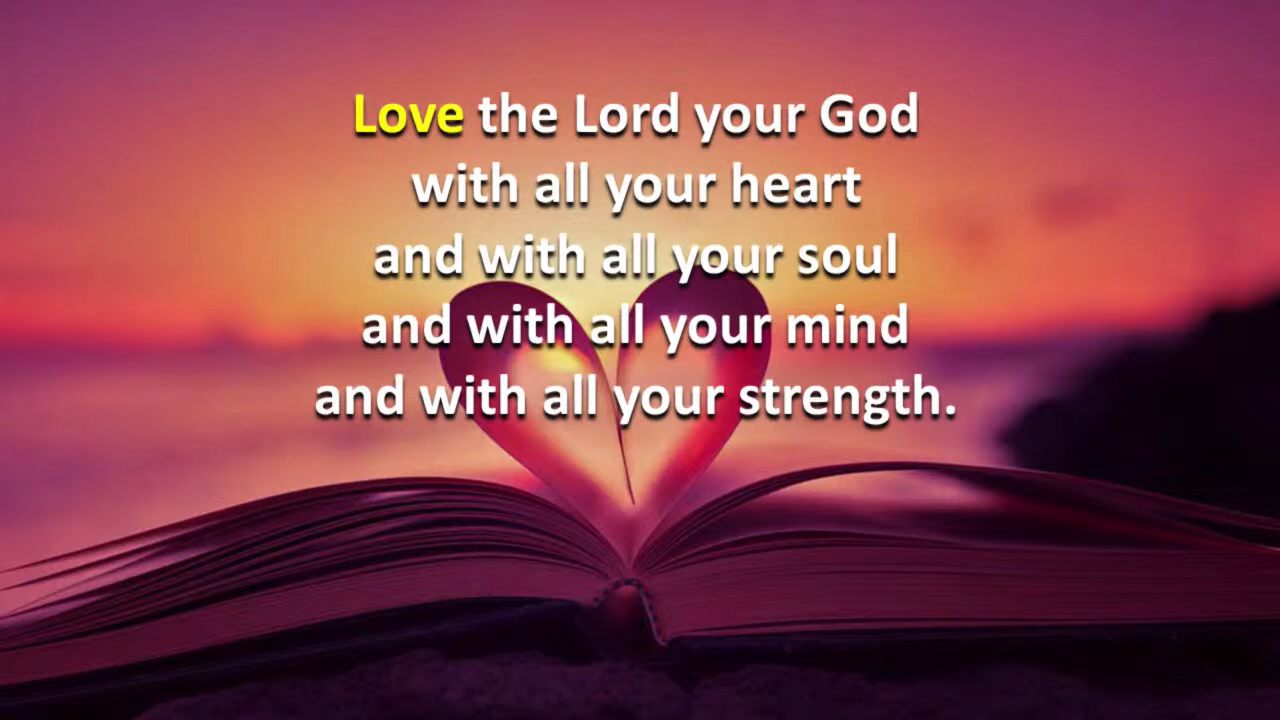 Love the Lord your God
with all your heart
and with all your soul
and with all your mind
and with all your strength.